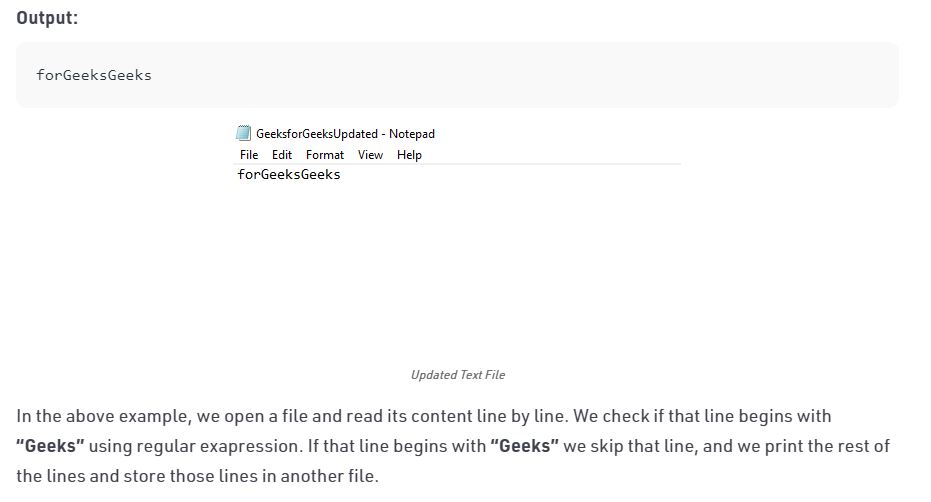 Output:
forGeeksGeeks
GeeksforGeeksUpdated - Notepad
File Edit Format View Help
forGeeksGeeks
Updated Text File
In the above example, we open a file and read its content line by line. We check if that line begins with
“Geeks” using regular exapression. If that line begins with “Geeks” we skip that line, and we print the rest of
the lines and store those lines in another file.